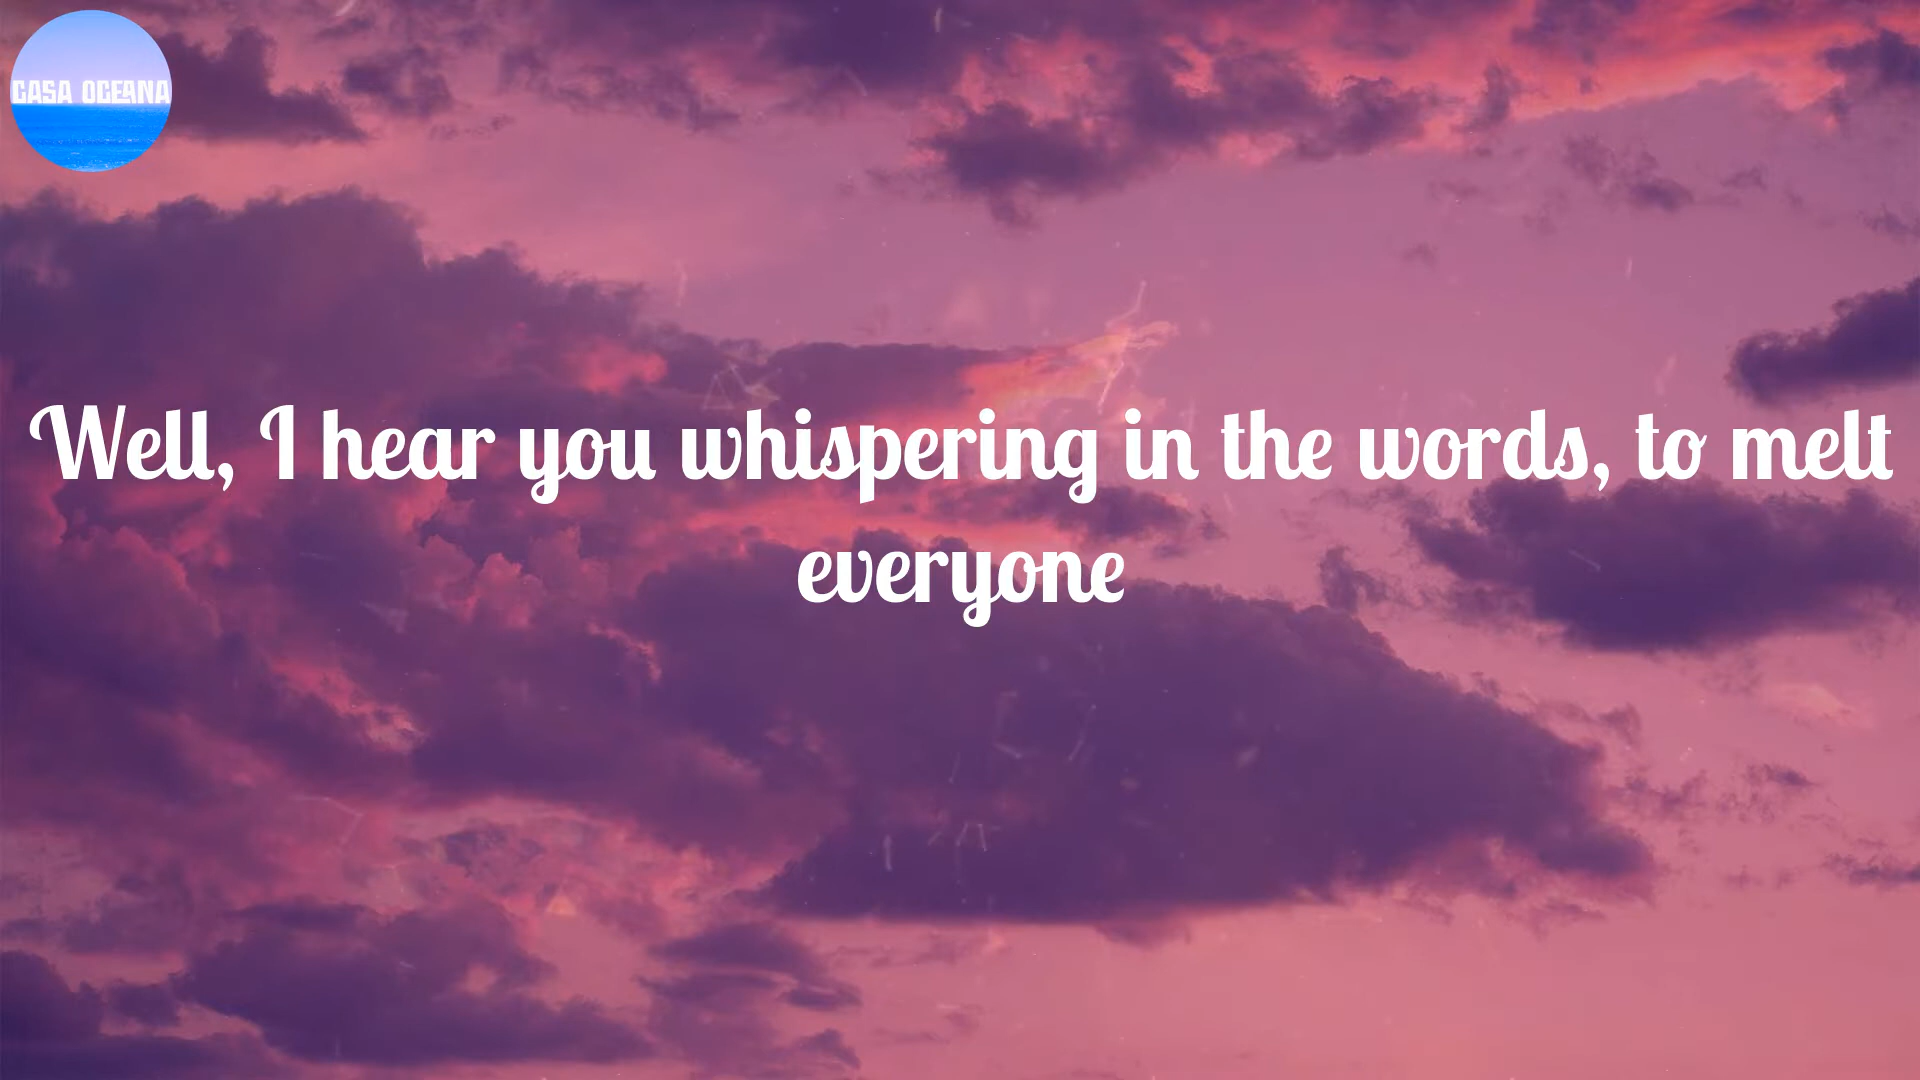 CASA OCEANA
Well, I hear you whispering in the words, to melt
everyone